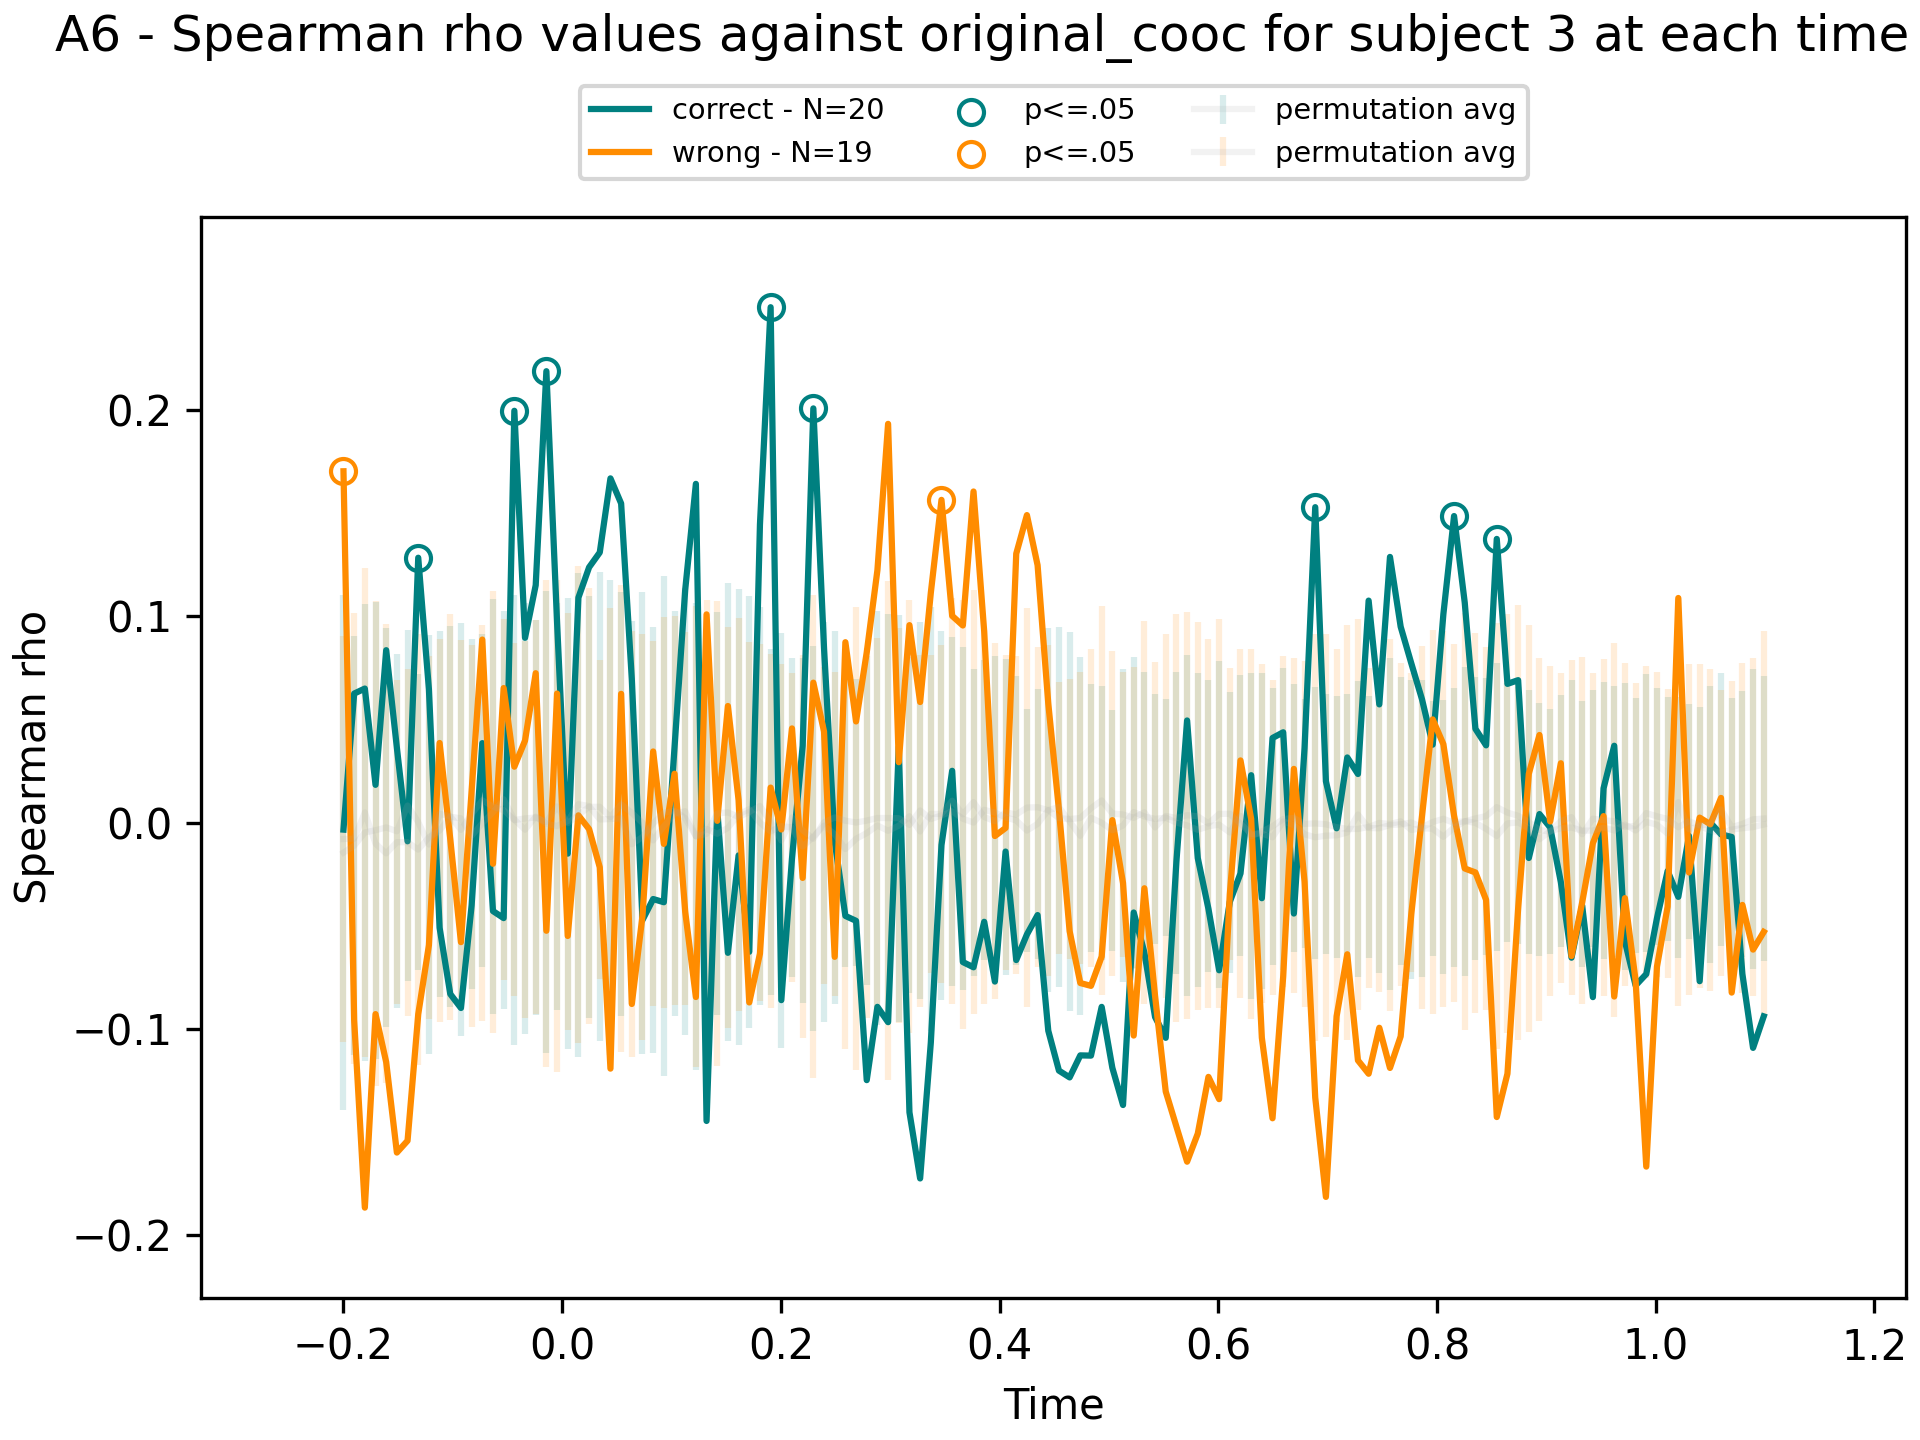 A6 - Spearman rho values against original_cooc for subject 3 at each time
correct - N=20 p<=.05 permutation avg
wrong - N=19 p<=.05 permutation avg
Spearman rho
0.2
0.1
0.0
−0.1
−0.2
−0.2 0.0 0.2 0.4 0.6 0.8 1.0 1.2
Time